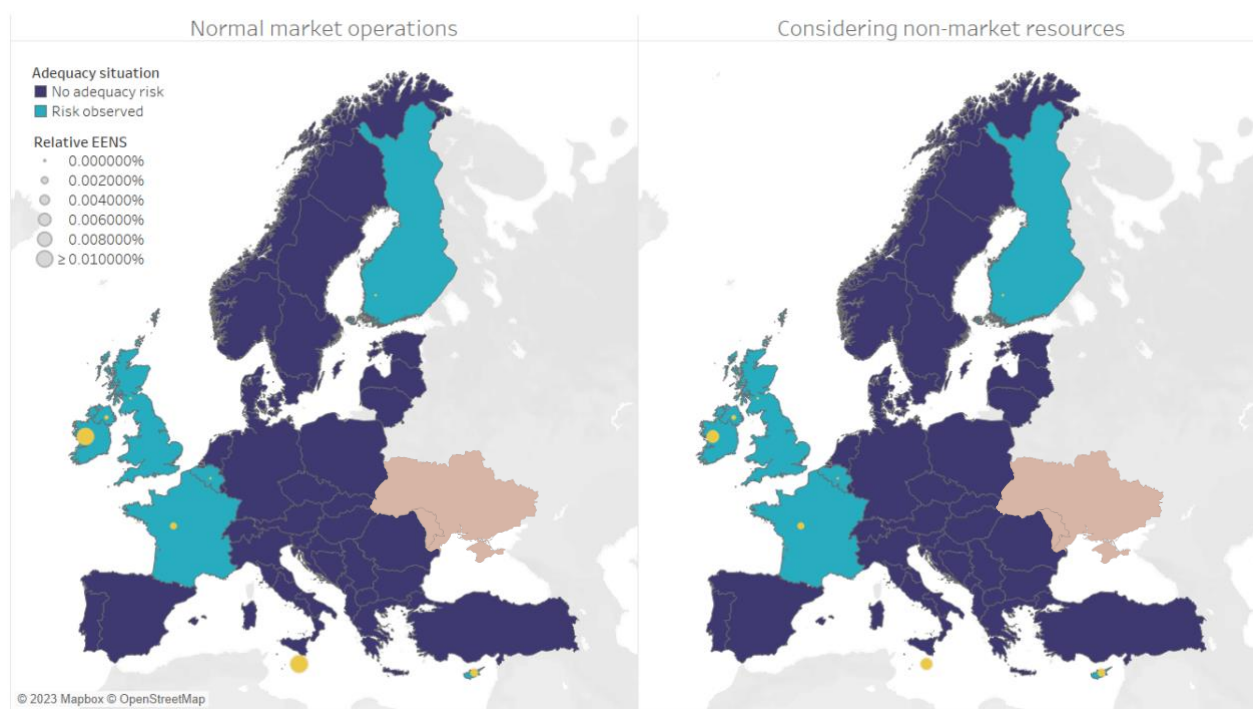 Normal market operations
Considering non-market resources
Adequacy situation
No adequacy risk
Risk observed
Relative EENS
0.000000%
0.002000%
0.004000%
0.006000%
0.008000%
≥ 0.010000%
© 2023 Mapbox © OpenStreetMap